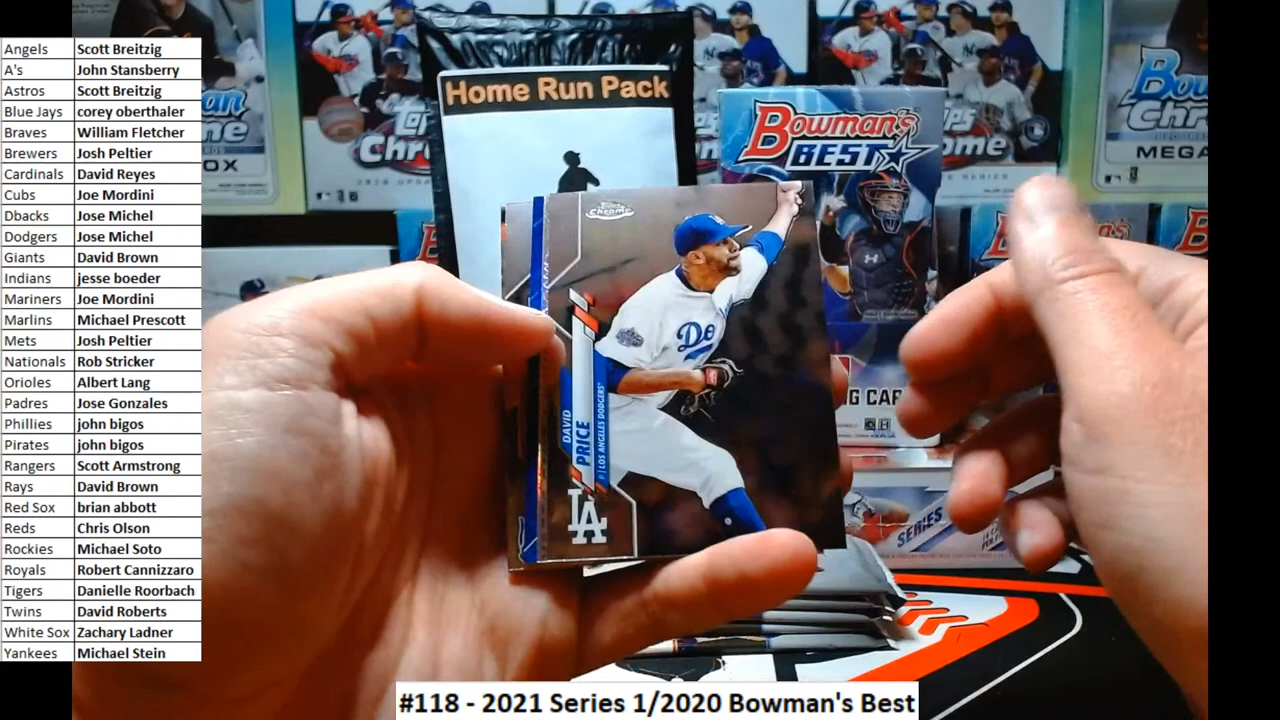 Angels Scott Breitzig
A's John Stansberry
Astros Scott Breitzig
Blue Jays corey oberthaler
Braves William Fletcher
Brewers Josh Peltier
Cardinals David Reyes
Cubs Joe Mordini
Dbacks Jose Michel
Dodgers Jose Michel
Giants David Brown
Indians jesse boeder
Mariners Joe Mordini
Marlins Michael Prescott
Mets Josh Peltier
Nationals Rob Stricker
Orioles Albert Lang
Padres Jose Gonzales
Phillies john bigos
Pirates john bigos
Rangers Scott Armstrong
Rays David Brown
Red Sox brian abbott
Reds Chris Olson
Rockies Michael Soto
Royals Robert Cannizzaro
Tigers Danielle Roorbach
Twins David Roberts
White Sox Zachary Ladner
Yankees Michael Stein
Home Run Pack
Bowman's
BEST
Topps
Chrome
DAVID
PRICE
P | LOS ANGELES DODGERS
LA
Do
G CAR
SERIES
MEGA
OX
#118 - 2021 Series 1/2020 Bowman's Best